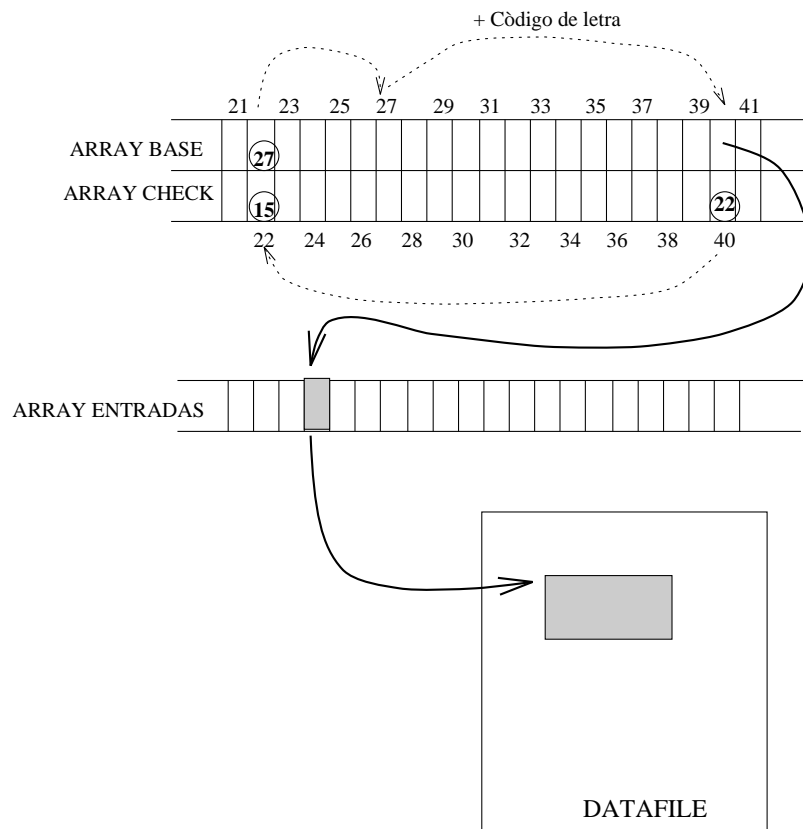 + Còdigo de letra
21 23 25 27 29 31 33 35 37 39 41
ARRAY BASE 27
ARRAY CHECK 15 22
22 24 26 28 30 32 34 36 38 40
ARRAY ENTRADAS
DATAFILE